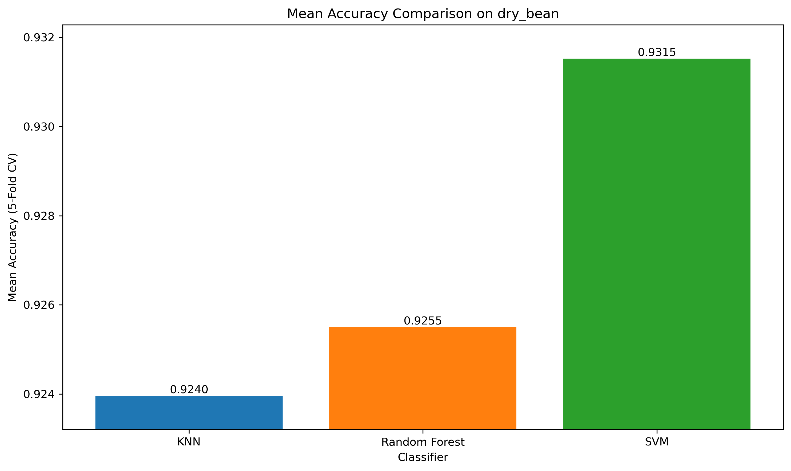 Mean Accuracy Comparison on dry_bean
0.932
0.930
0.928
0.926
0.924
Mean Accuracy (5-Fold CV)
0.9240
0.9255
0.9315
KNN
Random Forest
SVM
Classifier